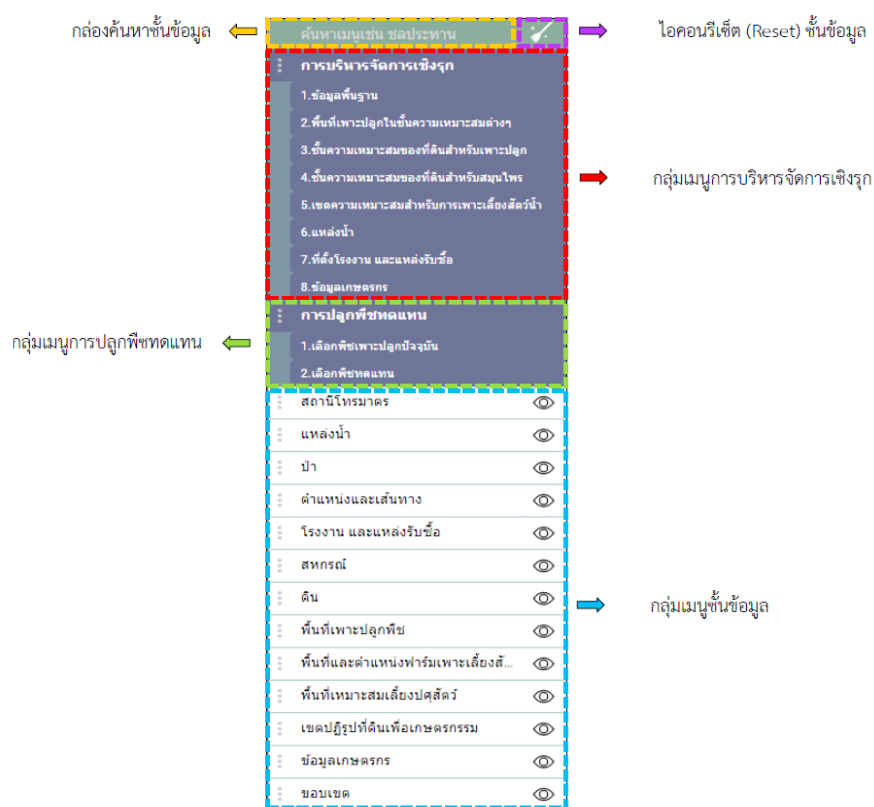 กล่องค้นหาชั้นข้อมูล
ค้นหาเมนูเช่น ชลประทาน
ไอคอนรีเซ็ต (Reset) ชั้นข้อมูล
การบริหารจัดการเชิงรุก
1.ข้อมูลพื้นฐาน
2.พื้นที่เพาะปลูกในชั้นความเหมาะสมต่างๆ
3.ชั้นความเหมาะสมของที่ดินสำหรับเพาะปลูก
4.ชั้นความเหมาะสมของที่ดินสำหรับสมุนไพร
กลุ่มเมนูการบริหารจัดการเชิงรุก
5.เขตความเหมาะสมสำหรับการเพาะเลี้ยงสัตว์น้ำ
6.แหล่งน้ำ
7.ที่ตั้งโรงงาน และแหล่งรับซื้อ
8.ข้อมูลเกษตรกร
การปลูกพืชทดแทน
กลุ่มเมนูการปลูกพืชทดแทน
1.เลือกพืชเพาะปลูกปัจจุบัน
2.เลือกพืชทดแทน
สถานีโทรมาตร
แหล่งน้ำ
ป่า
ตำแหน่งและเส้นทาง
โรงงาน และแหล่งรับซื้อ
สหกรณ์
ดิน
กลุ่มเมนูชั้นข้อมูล
พื้นที่เพาะปลูกพืช
พื้นที่และตำแหน่งฟาร์มเพาะเลี้ยงสั...
พื้นที่เหมาะสมเลี้ยงปศุสัตว์
เขตปฏิรูปที่ดินเพื่อเกษตรกรรม
ข้อมูลเกษตรกร
ขอบเขต